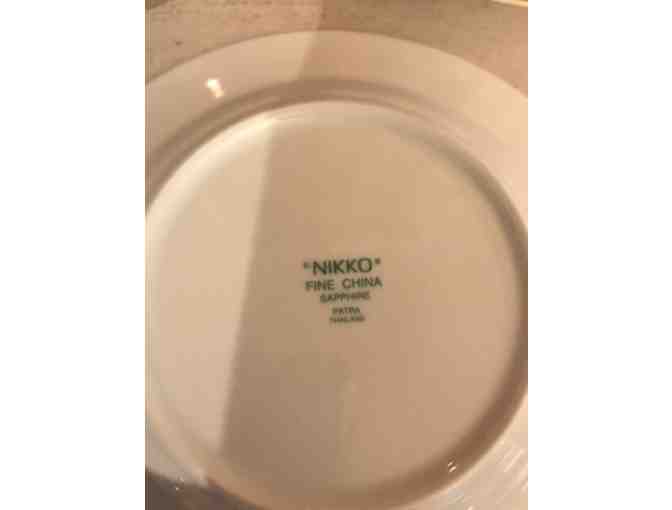 "NIKKO"
FINE CHINA
SAPPHIRE
PATRA
THAILAND